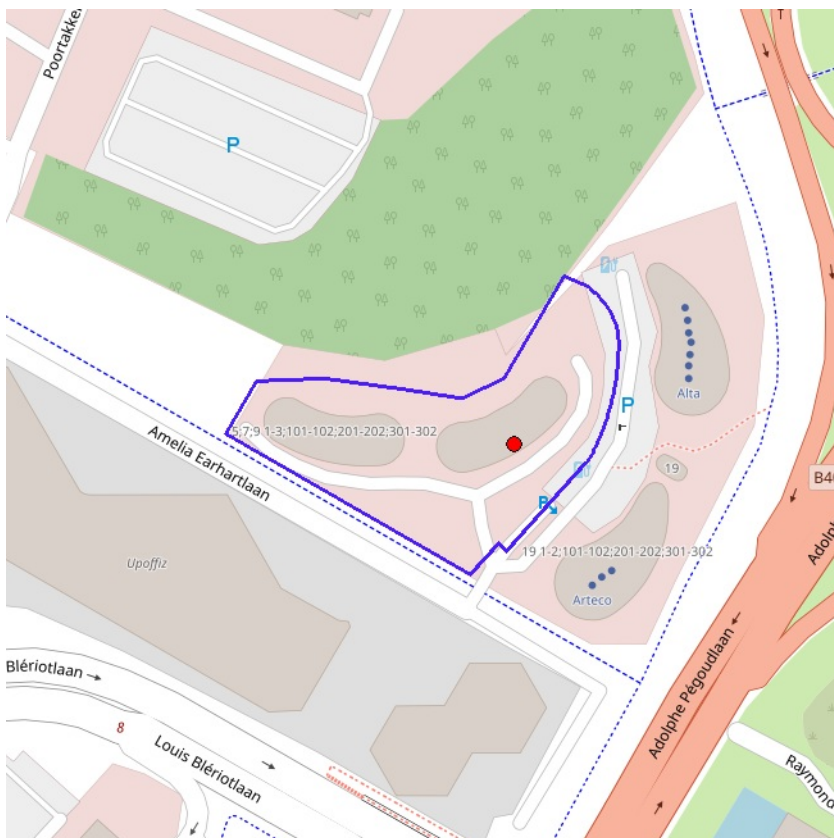 Poortakke
P
P
Alta
5;7;9 1-3;101-102;201-202;301-302
Amelia Earhartlaan
19
B40
P
19 1-2;101-102;201-202;301-302
Upoffiz
Arteco
Adolphe
Adolphe Pégoudlaan
Blériotlaan
8
Louis Blériotlaan
Raymond